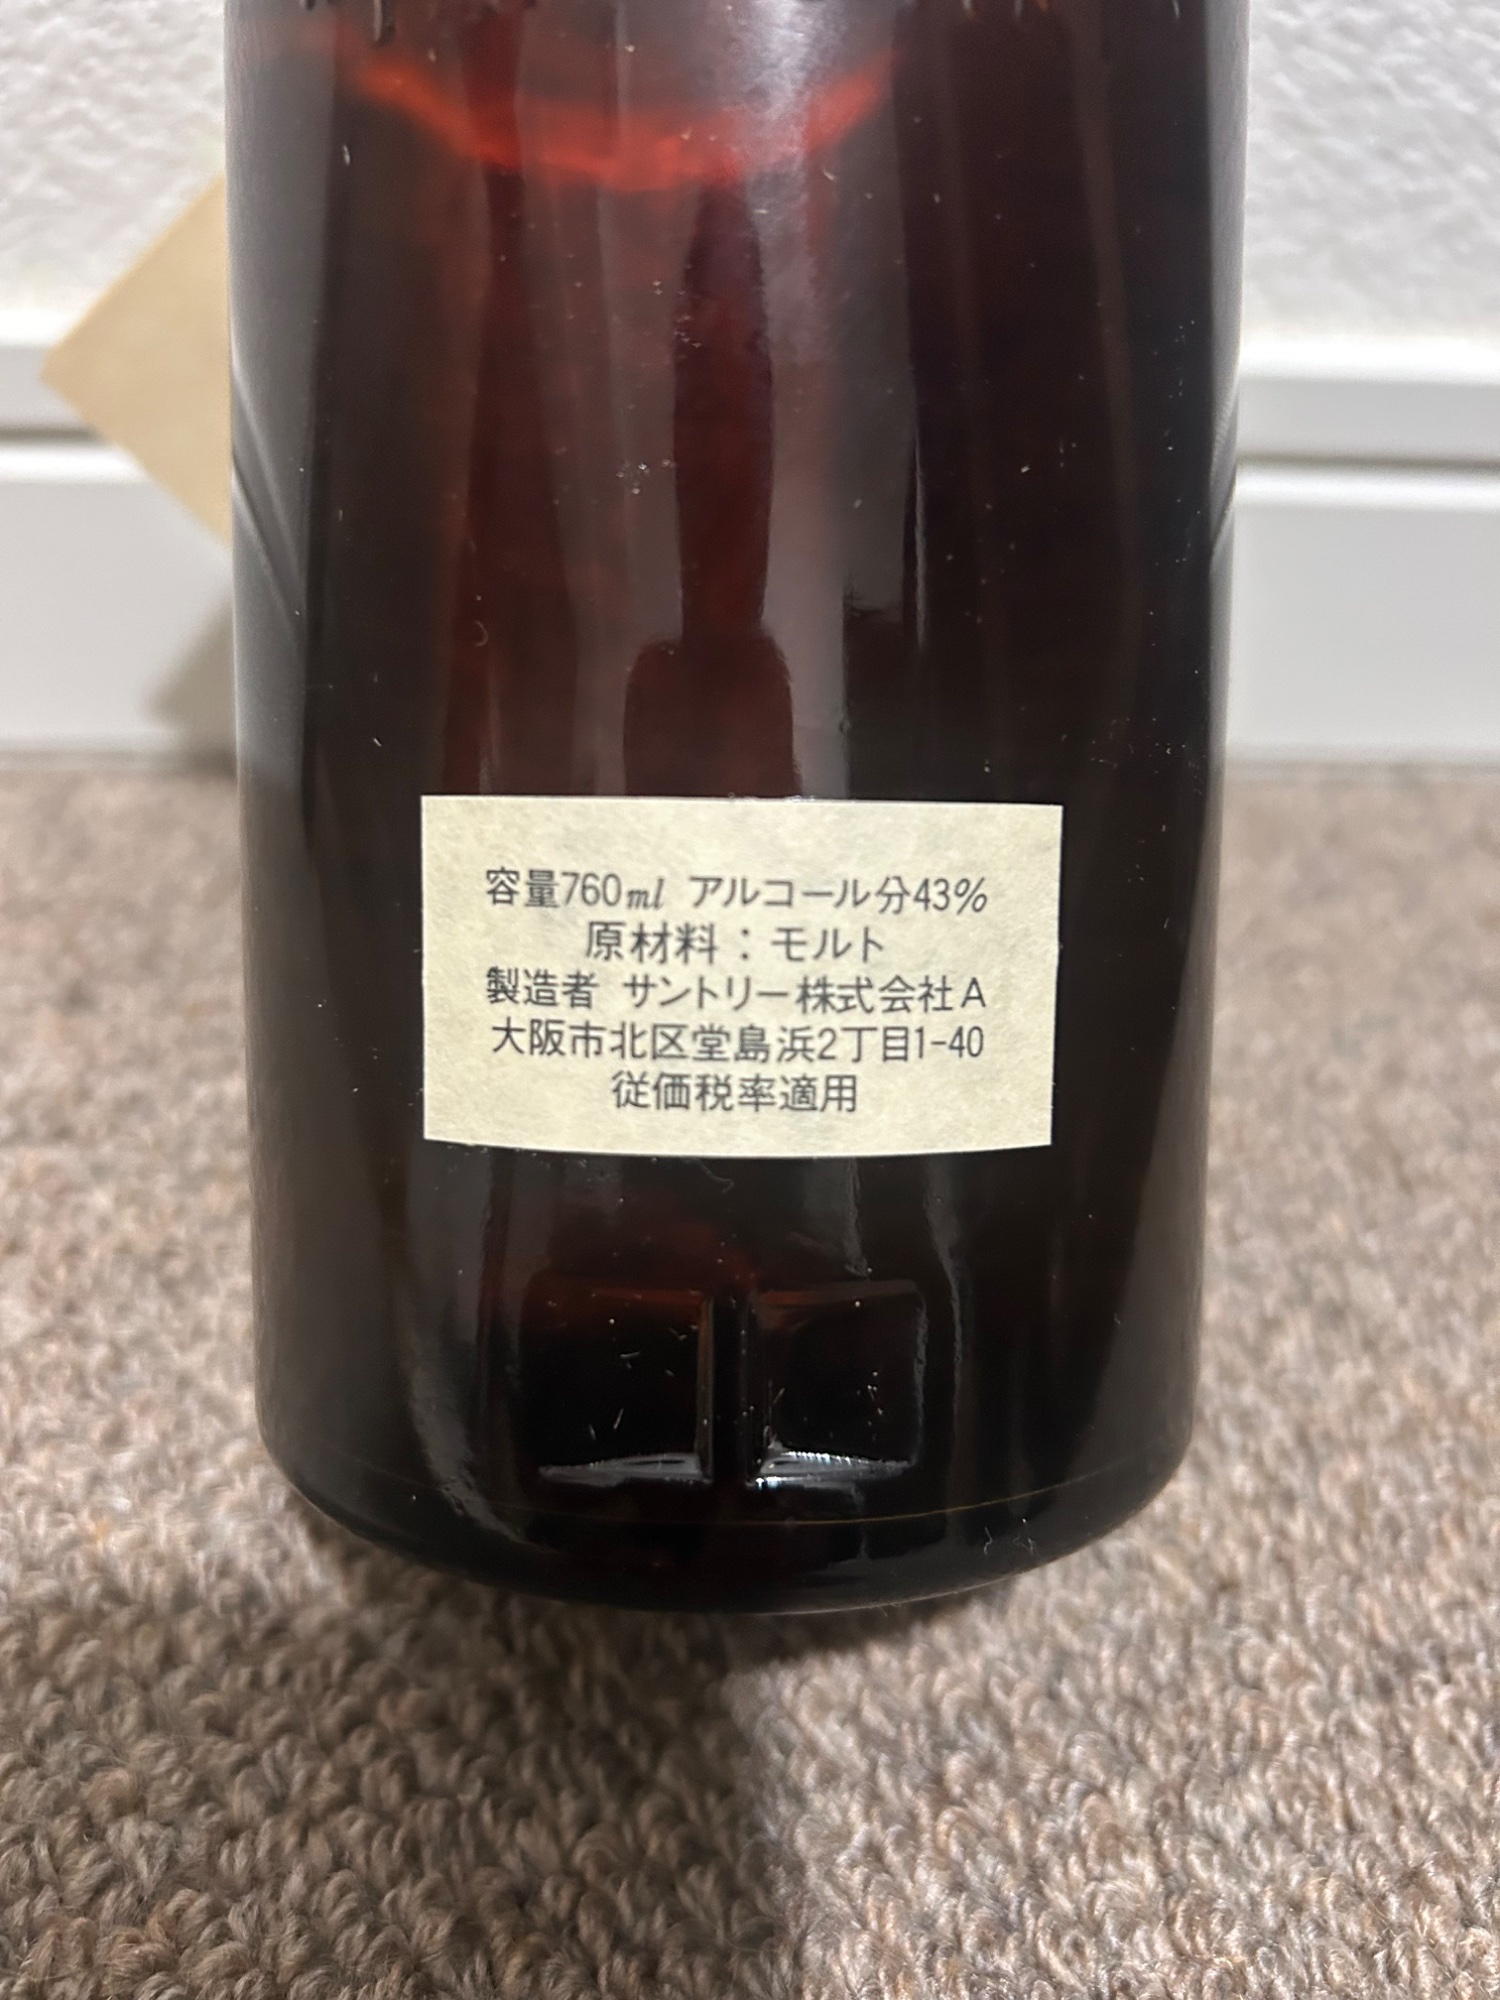 容量760ml アルコール分43%
原材料：モルト
製造者 サントリー株式会社A
大阪市北区堂島浜2丁目1-40
従価税率適用